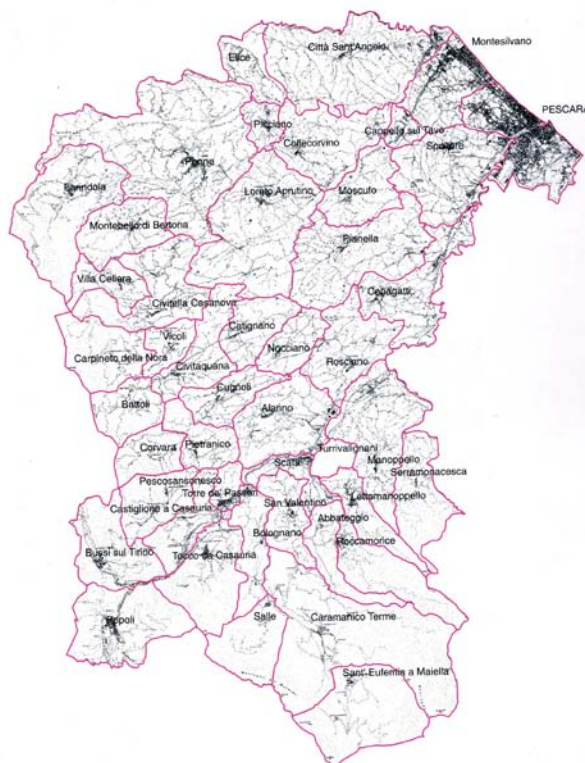 Città Sant'Angelo
Montesilvano
Elice
PESCARA
Picciano
Cappelle sul Tavo
Collecorvino
Spoltore
Penne
Farindola
Loreto Aprutino
Moscufo
Montebello di Bertona
Pianella
Villa Celiera
Cepagatti
Civitella Casanova
Catignano
Vicoli
Nocciano
Carpineto della Nora
Rosciano
Civitaquana
Cugnoli
Brittoli
Alanno
Corvara
Pietranico
Turrivalignani
Scafa
Manoppello
Serramonacesca
Pescosansonesco
Torre de' Passeri
Lettomanoppello
San Valentino
Castiglione a Casauria
Abbateggio
Bolognano
Roccamorice
Bussi sul Tirino
Tocco da Casauria
Salle
Caramanico Terme
Popoli
Sant' Eufemia a Maiella